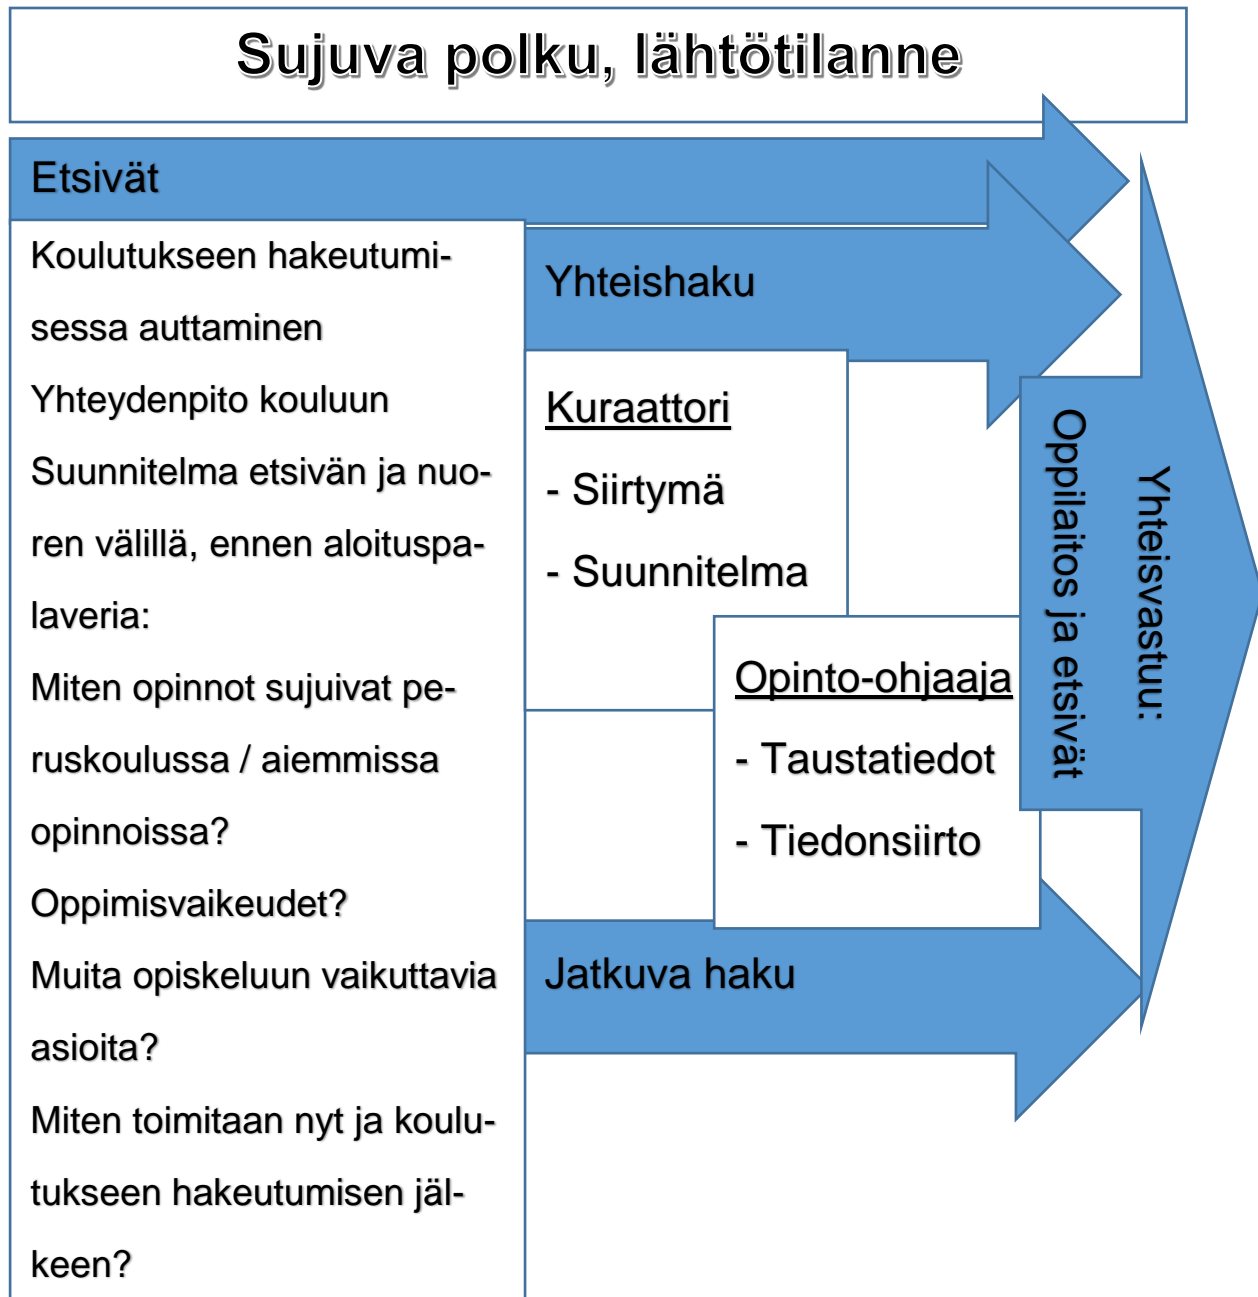 Sujuva polku, lähtötilanne
Etsivät
Koulutukseen hakeutumi-
sessa auttaminen
Yhteydenpito kouluun
Suunnitelma etsivän ja nuo-
ren välillä, ennen aloituspa-
laveria:
Miten opinnot sujuivat pe-
ruskoulussa / aiemmissa
opinnoissa?
Oppimisvaikeudet?
Muita opiskeluun vaikuttavia
asioita?
Miten toimitaan nyt ja koulu-
tukseen hakeutumisen jäl-
keen?
Yhteishaku
Kuraattori
- Siirtymä
- Suunnitelma
Opinto-ohjaaja
- Taustatiedot
- Tiedonsiirto
Jatkuva haku
Yhteisvastuu:
Oppilaitos ja etsivät